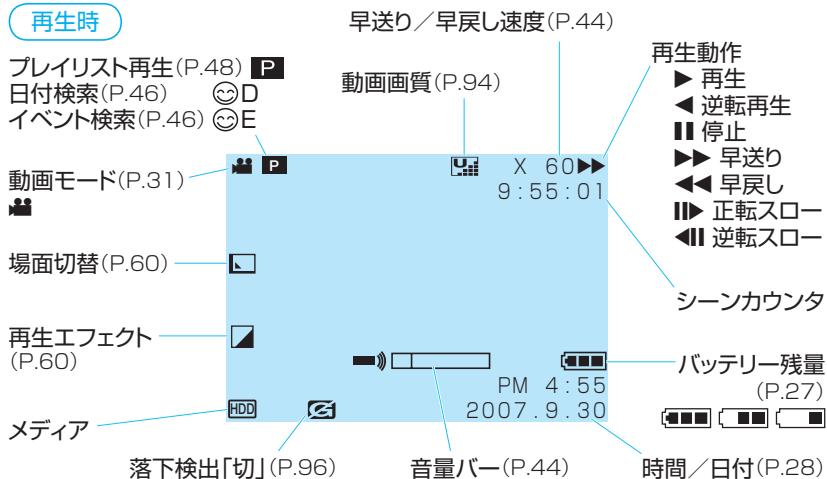 再生時
早送り／早戻し速度(P.44)
再生動作
プレイリスト再生(P.48) P
動画画質(P.94)
▶ 再生
日付検索(P.46) D
◀ 逆転再生
イベント検索(P.46) E
停止
▶▶ 早送り
P
X 60▶▶
動画モード(P.31)
◀◀ 早戻し
9:55:01
正転スロー
逆転スロー
場面切替(P.60)
シーンカウンタ
再生エフェクト
(P.60)
バッテリー残量
(P.27)
PM 4:55
HDD
2007.9.30
メディア
落下検出「切」(P.96)
音量バー(P.44)
時間／日付(P.28)